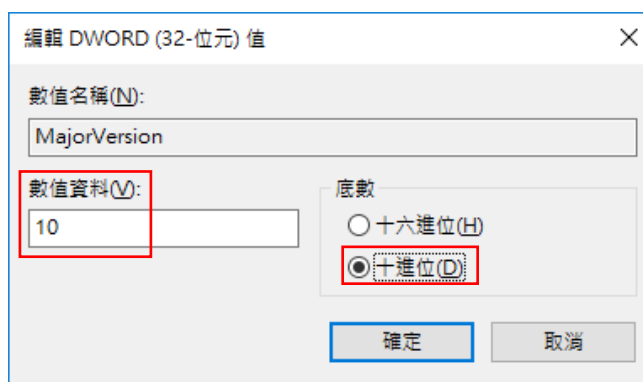 編輯 DWORD (32-位元) 值
數值名稱(N):
MajorVersion
數值資料(V):
10
底數
十六進位(H)
十進位(D)
確定
取消